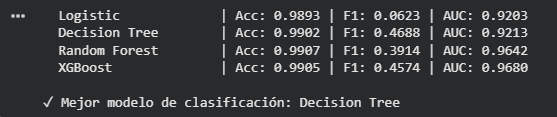 Logistic | Acc: 0.9893 | F1: 0.0623 | AUC: 0.9203
Decision Tree | Acc: 0.9902 | F1: 0.4688 | AUC: 0.9213
Random Forest | Acc: 0.9907 | F1: 0.3914 | AUC: 0.9642
XGBoost | Acc: 0.9905 | F1: 0.4574 | AUC: 0.9680
✓ Mejor modelo de clasificación: Decision Tree